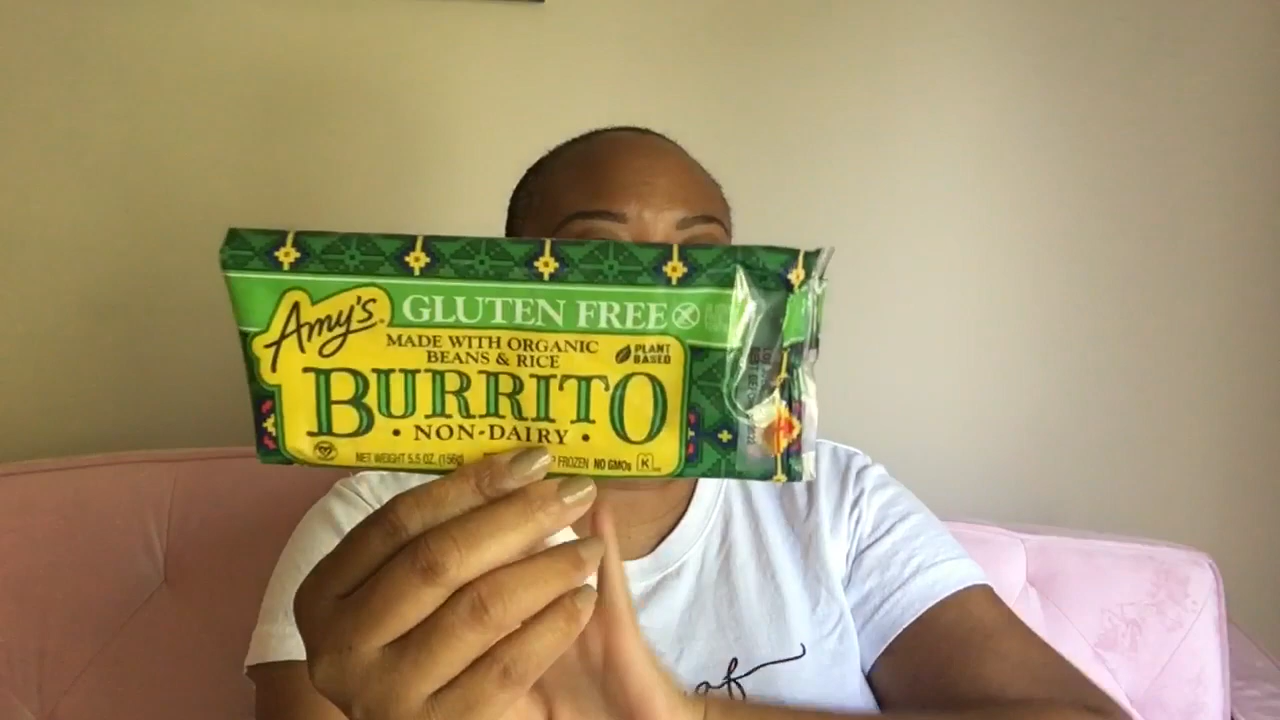 Amy's
GLUTEN FREE
MADE WITH ORGANIC
BEANS & RICE
PLANT
BASED
BURRITO
• NON-DAIRY •
NET WEIGHT 5.5 OZ. (156g)
FROZEN NO GMOs K
af